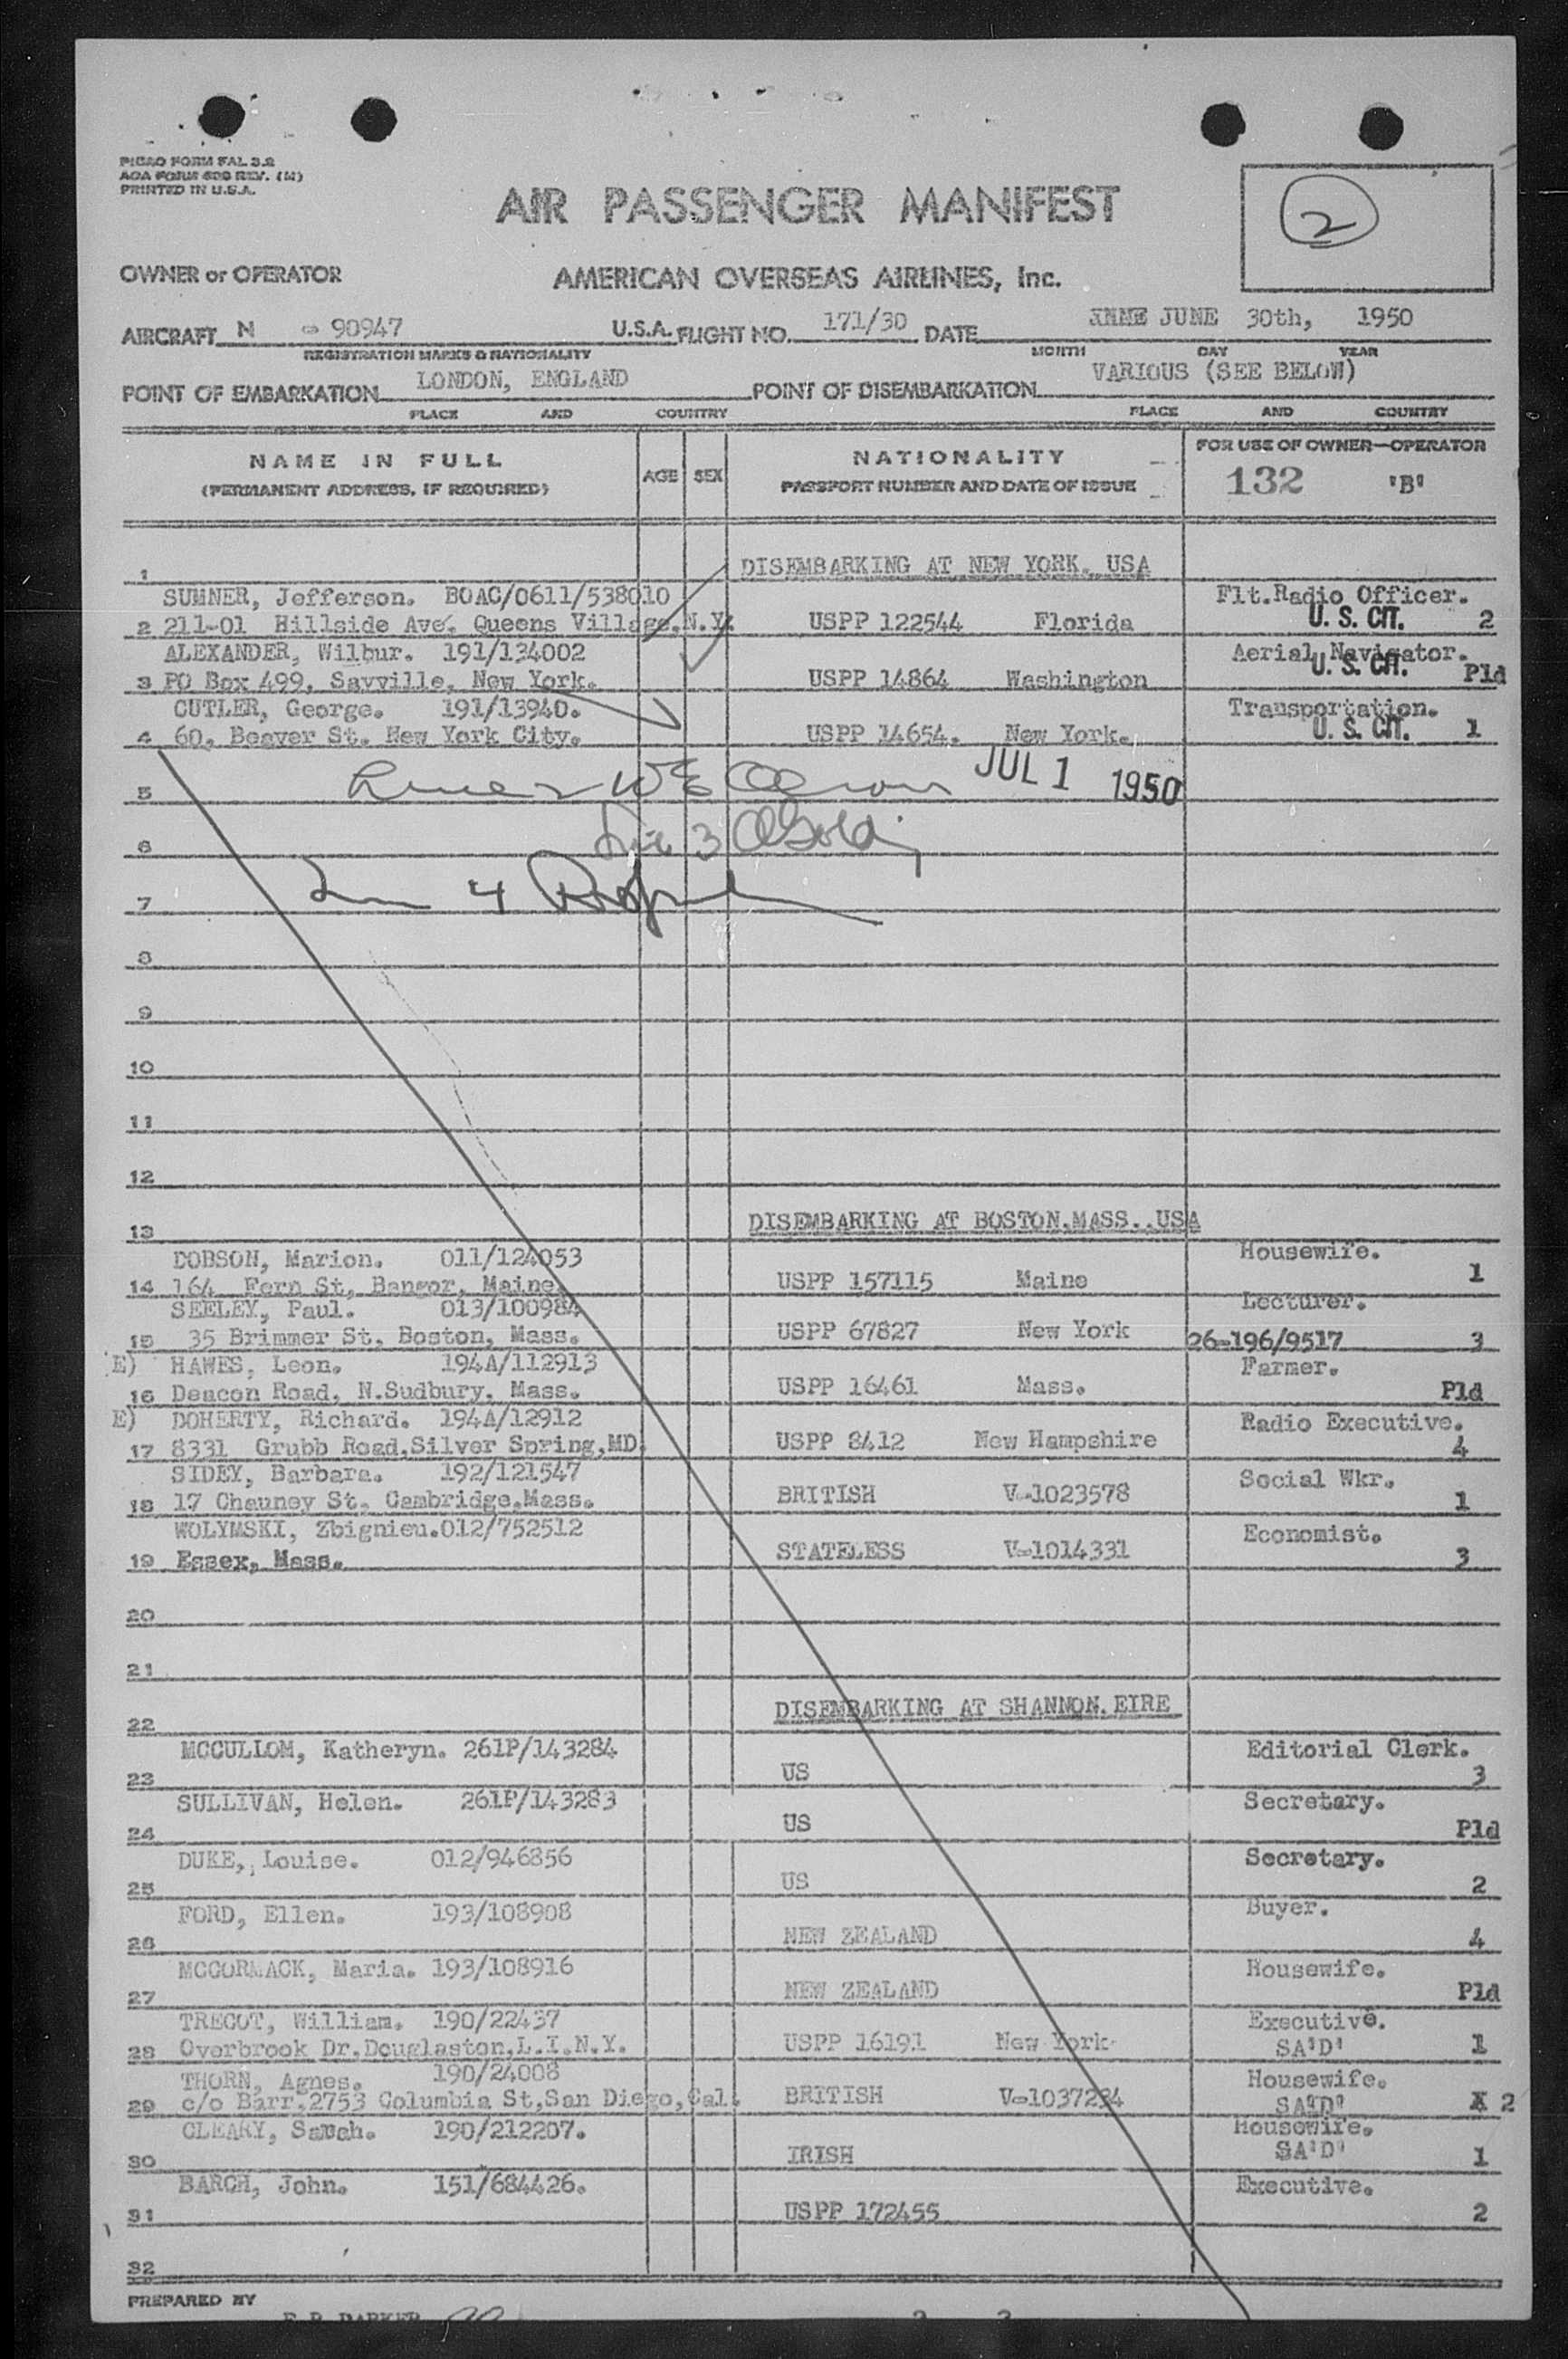 PICAO FORM FAL 3.2
AOA FORM 609 REV. (M)
PRINTED IN U.S.A.
AIR PASSENGER MANIFEST
2
OWNER or OPERATOR AMERICAN OVERSEAS AIRLINES, Inc.
AIRCRAFT N - 90947 U.S.A. FLIGHT NO. 171/30 DATE JUNE 30th, 1950
REGISTRATION MARKS & NATIONALITY MONTH DAY YEAR
POINT OF EMBARKATION LONDON, ENGLAND POINT OF DISEMBARKATION VARIOUS (SEE BELOW)
PLACE AND COUNTRY PLACE AND COUNTRY
NAME IN FULL AGE SEX NATIONALITY FOR USE OF OWNER—OPERATOR
(PERMANENT ADDRESS, IF REQUIRED) PASSPORT NUMBER AND DATE OF ISSUE 132 'B'
1 DISEMBARKING AT NEW YORK. USA
SUMNER, Jefferson. BOAC/0611/538010 Flt.Radio Officer.
2 211-01 Hillside Ave. Queens Village.N.Y. USPP 122544 Florida U. S. CIT. 2
ALEXANDER, Wilbur. 191/134002 Aerial Navigator.
3 PO Box 499, Sayville, New York. USPP 14864 Washington U. S. CIT. Pld
CUTLER, George. 191/13940. Transportation.
4 60, Beaver St. New York City. USPP 14654. New York. U. S. CIT. 1
5 JUL 1 1950
6 3
7 4
8
9
10
11
12
13 DISEMBARKING AT BOSTON.MASS..USA
DOBSON, Marion. 011/124053 Housewife.
14 164 Fern St, Bangor, Maine USPP 157115 Maine 1
SEELEY, Paul. 013/100984 Lecturer.
15 35 Brimmer St, Boston, Mass. USPP 67827 New York 26-196/9517 3
E) HAWES, Leon. 194A/112913 Farmer.
16 Deacon Road, N.Sudbury. Mass. USPP 16461 Mass. Pld
E) DOHERTY, Richard. 194A/12912 Radio Executive.
17 8331 Grubb Road,Silver Spring,MD. USPP 8412 New Hampshire 4
SIDEY, Barbara. 192/121547 Social Wkr.
18 17 Chauney St, Cambridge,Mass. BRITISH V-1023578 1
WOLYMSKI, Zbignieu.012/752512 Economist.
19 Essex, Mass. STATELESS V-1014331 3
20
21
22 DISEMBARKING AT SHANNON. EIRE
MCCULLOM, Katheryn. 261P/143284 Editorial Clerk.
23 US 3
SULLIVAN, Helen. 261P/143283 Secretary.
24 US Pld
DUKE, Louise. 012/946856 Secretary.
25 US 2
FORD, Ellen. 193/108908 Buyer.
26 NEW ZEALAND 4
MCCORMACK, Maria. 193/108916 Housewife.
27 NEW ZEALAND Pld
TRECOT, William. 190/22437 Executive.
28 Overbrook Dr.Douglaston,L.I.N.Y. USPP 16191 New York SA'D' 1
THORN, Agnes. 190/24008 Housewife.
29 c/o Barr,2753 Columbia St,San Diego,Cal. BRITISH V-1037234 SA'D' 2
CLEARY, Sarah. 190/212207. Housewife.
30 IRISH SA'D' 1
BARCH, John. 151/684426. Executive.
31 USPP 172455 2
32
PREPARED BY
E.R. BARKER